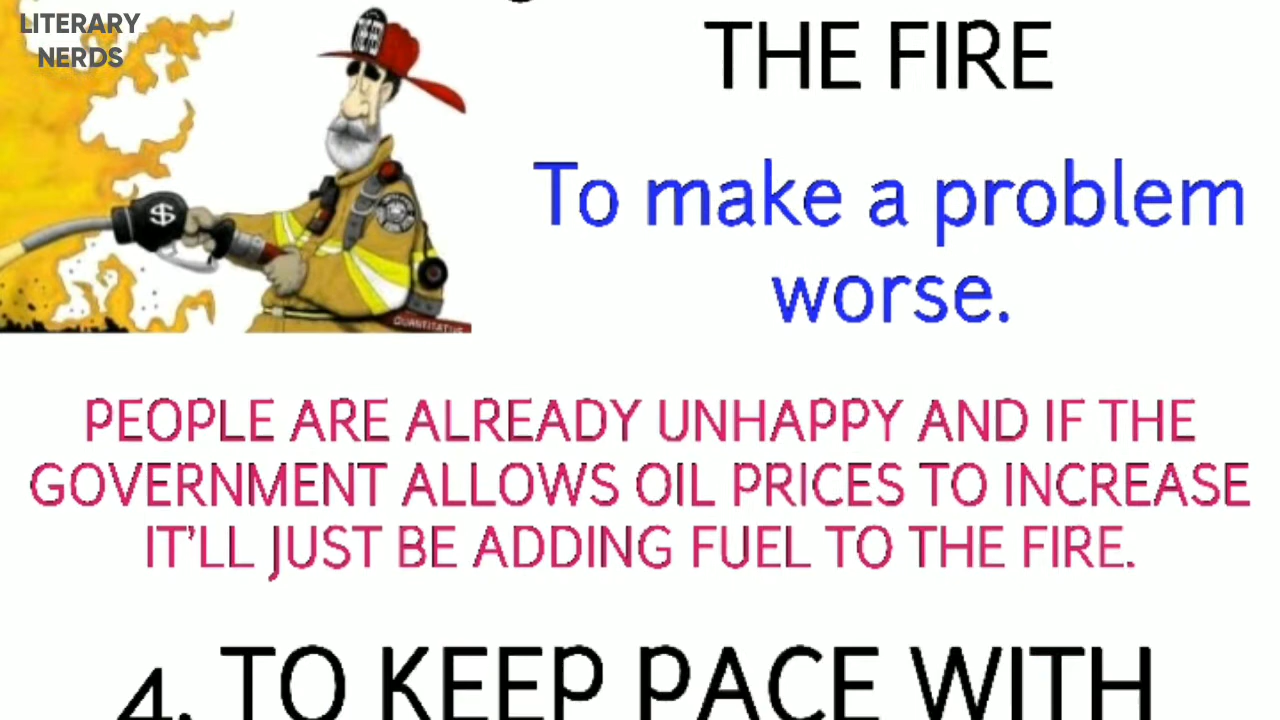 LITERARY
NERDS
THE FIRE
$
To make a problem
worse.
QUANTITATIVE
PEOPLE ARE ALREADY UNHAPPY AND IF THE
GOVERNMENT ALLOWS OIL PRICES TO INCREASE
IT'LL JUST BE ADDING FUEL TO THE FIRE.
4. TO KEEP PACE WITH